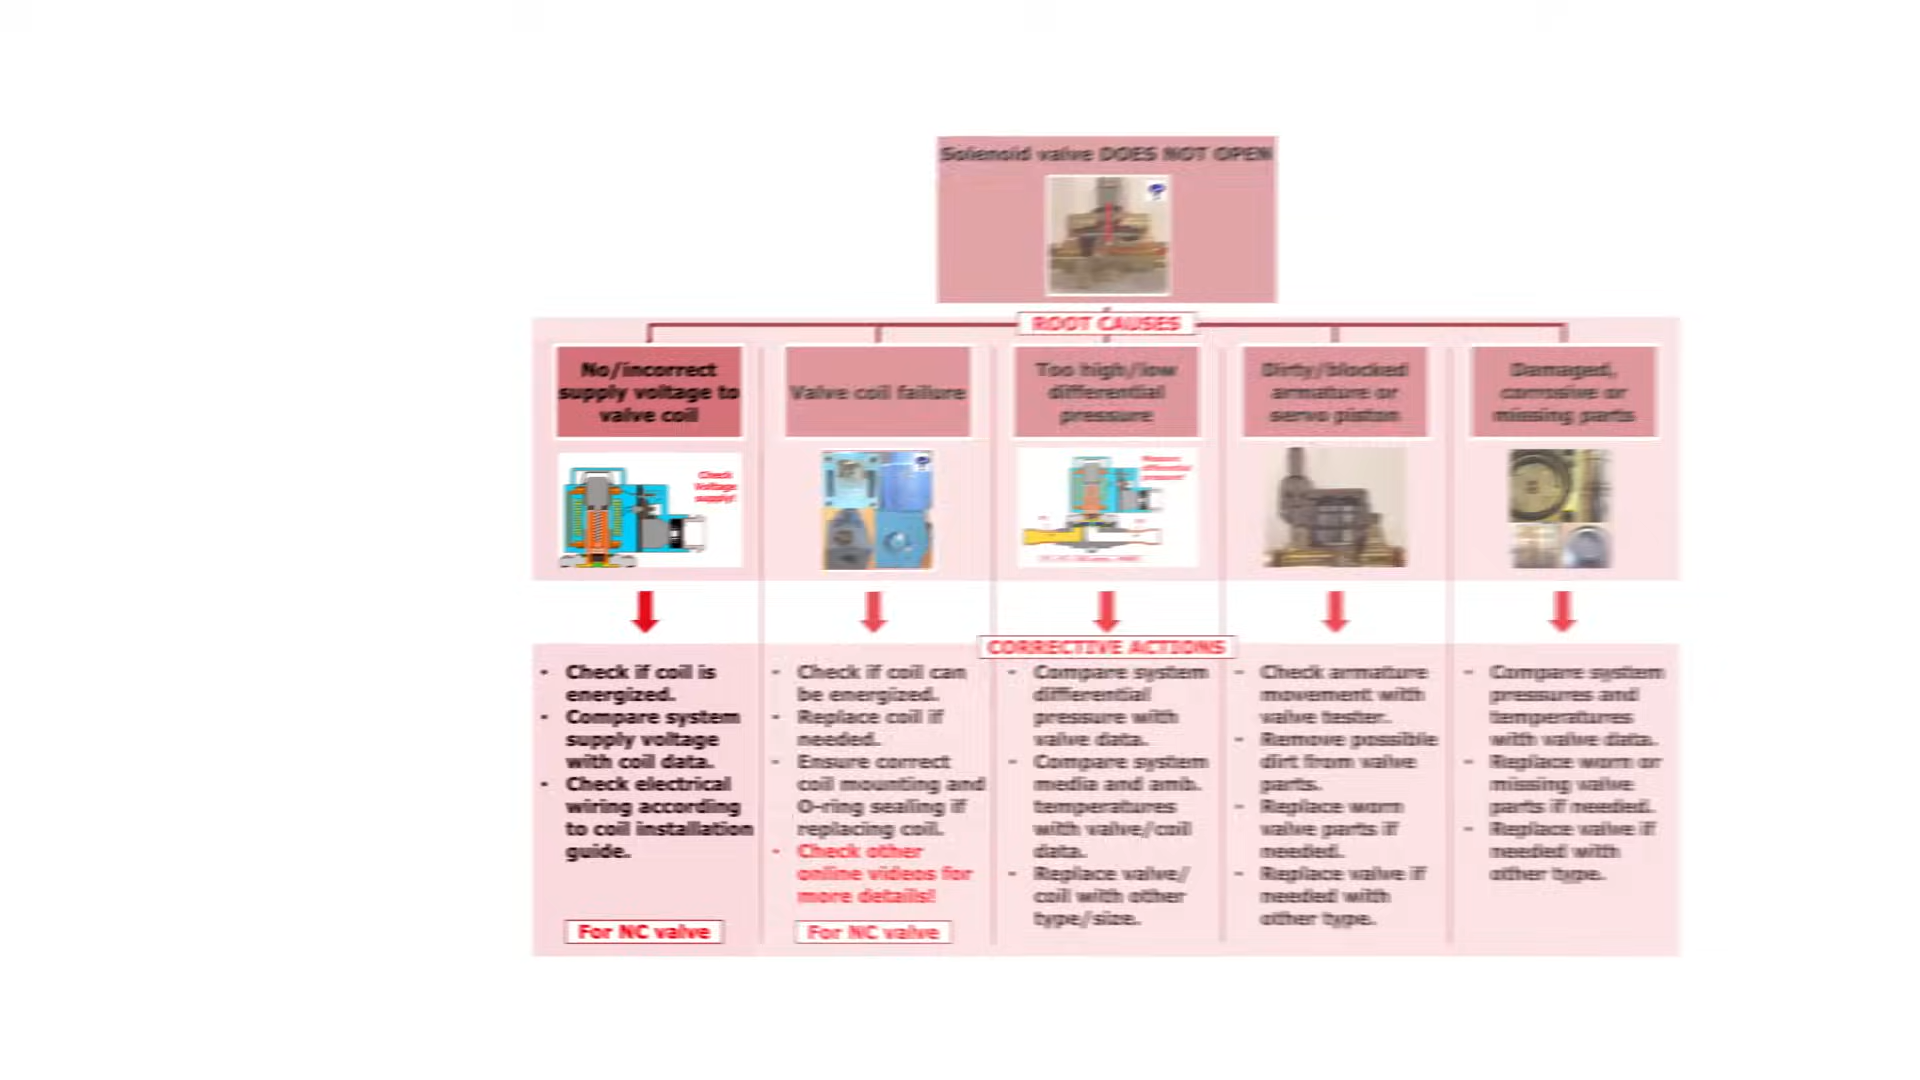 Solenoid valve DOES NOT OPEN
ROOT CAUSES
No/incorrect
supply voltage to
valve coil
Valve coil failure
Too high/low
differential
pressure
Dirty/blocked
armature or
servo piston
Damaged,
corrosive or
missing parts
Check
Voltage
supply!
CORRECTIVE ACTIONS
• Check if coil is
energized.
• Compare system
supply voltage
with coil data.
• Check electrical
wiring according
to coil installation
guide.
For NC valve
- Check if coil can
be energized.
- Replace coil if
needed.
- Ensure correct
coil mounting and
O-ring sealing if
replacing coil.
- Check other
online videos for
more details!
For NC valve
- Compare system
differential
pressure with
valve data.
- Compare system
media and amb.
temperatures
with valve/coil
data.
- Replace valve/
coil with other
type/size.
- Check armature
movement with
valve tester.
- Remove possible
dirt from valve
parts.
- Replace worn
valve parts if
needed.
- Replace valve if
needed with
other type.
- Compare system
pressures and
temperatures
with valve data.
- Replace worn or
missing valve
parts if needed.
- Replace valve if
needed with
other type.